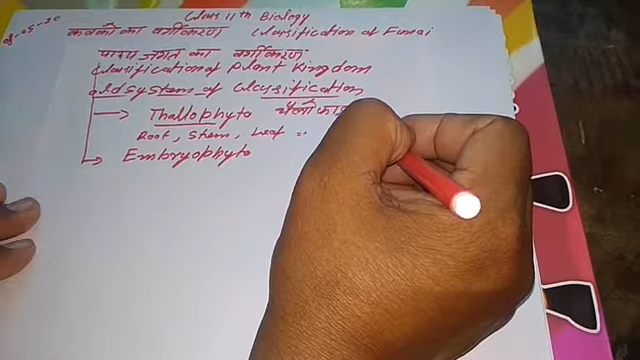 Class 11th Biology
कवको का वर्गीकरण Classification of Fungi
पादप जगत का वर्गीकरण
Classification of Plant Kingdom
old system of classification
Thallophyta
Root, Stem, Leaf
Embryophyta